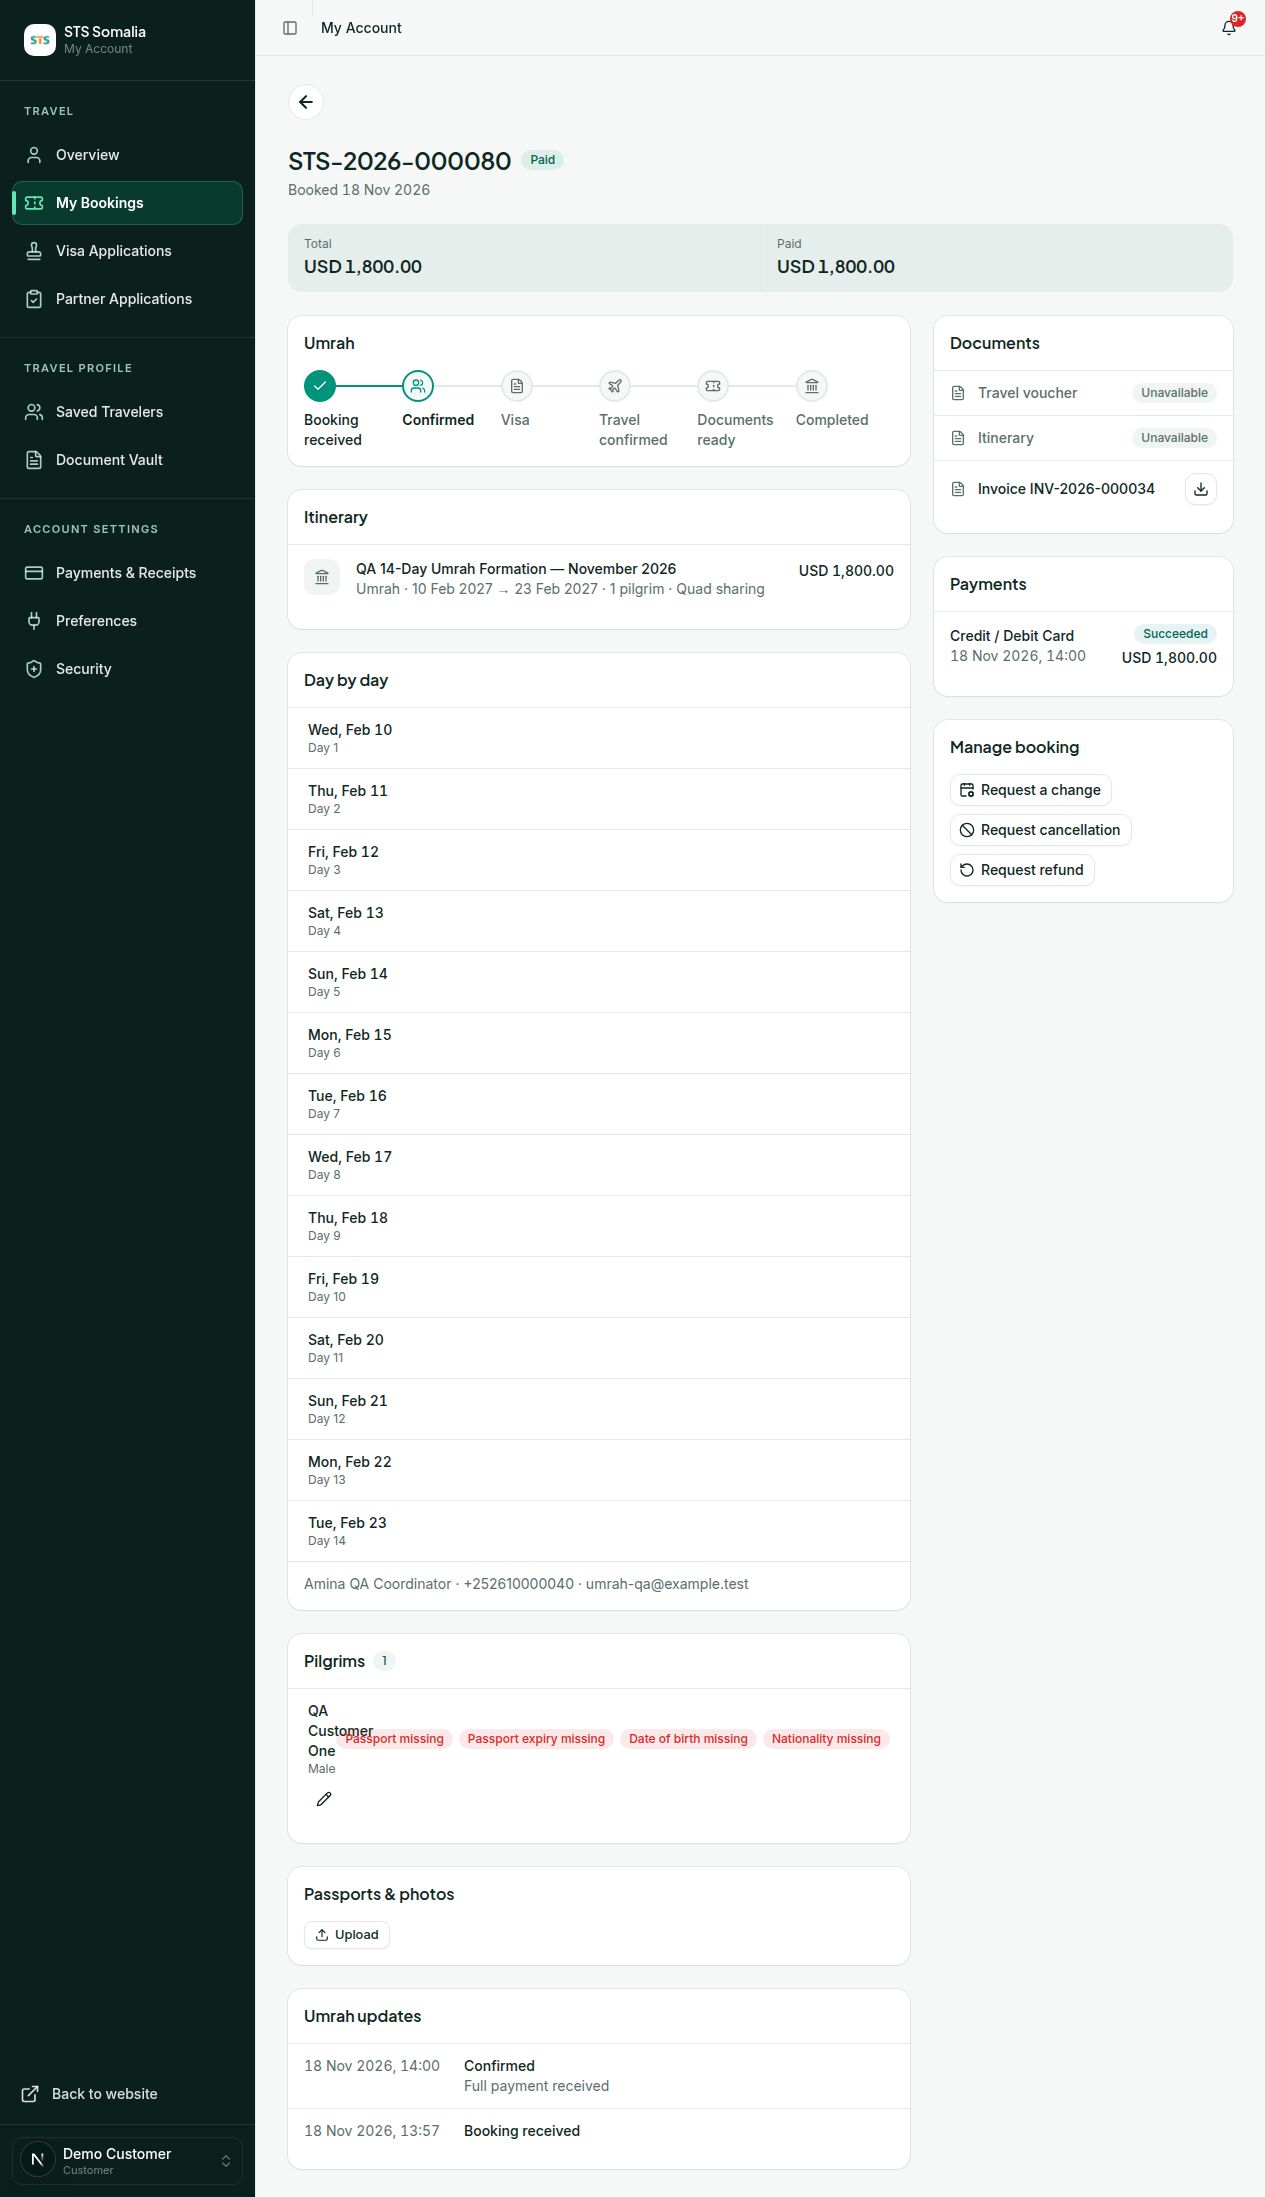 STS
STS Somalia
My Account
TRAVEL
Overview
My Bookings
Visa Applications
Partner Applications
TRAVEL PROFILE
Saved Travelers
Document Vault
ACCOUNT SETTINGS
Payments & Receipts
Preferences
Security
Back to website
N
Demo Customer
Customer
My Account
9+
STS-2026-000080 Paid
Booked 18 Nov 2026
Total
USD 1,800.00
Paid
USD 1,800.00
Umrah
Booking received
Confirmed
Visa
Travel confirmed
Documents ready
Completed
Itinerary
QA 14-Day Umrah Formation — November 2026
USD 1,800.00
Umrah · 10 Feb 2027 → 23 Feb 2027 · 1 pilgrim · Quad sharing
Day by day
Wed, Feb 10
Day 1
Thu, Feb 11
Day 2
Fri, Feb 12
Day 3
Sat, Feb 13
Day 4
Sun, Feb 14
Day 5
Mon, Feb 15
Day 6
Tue, Feb 16
Day 7
Wed, Feb 17
Day 8
Thu, Feb 18
Day 9
Fri, Feb 19
Day 10
Sat, Feb 20
Day 11
Sun, Feb 21
Day 12
Mon, Feb 22
Day 13
Tue, Feb 23
Day 14
Amina QA Coordinator · +252610000040 · umrah-qa@example.test
Pilgrims 1
QA
Customer
One
Male
Passport missing
Passport expiry missing
Date of birth missing
Nationality missing
Passports & photos
Upload
Umrah updates
18 Nov 2026, 14:00 Confirmed
Full payment received
18 Nov 2026, 13:57 Booking received
Documents
Travel voucher Unavailable
Itinerary Unavailable
Invoice INV-2026-000034
Payments
Credit / Debit Card Succeeded
18 Nov 2026, 14:00 USD 1,800.00
Manage booking
Request a change
Request cancellation
Request refund